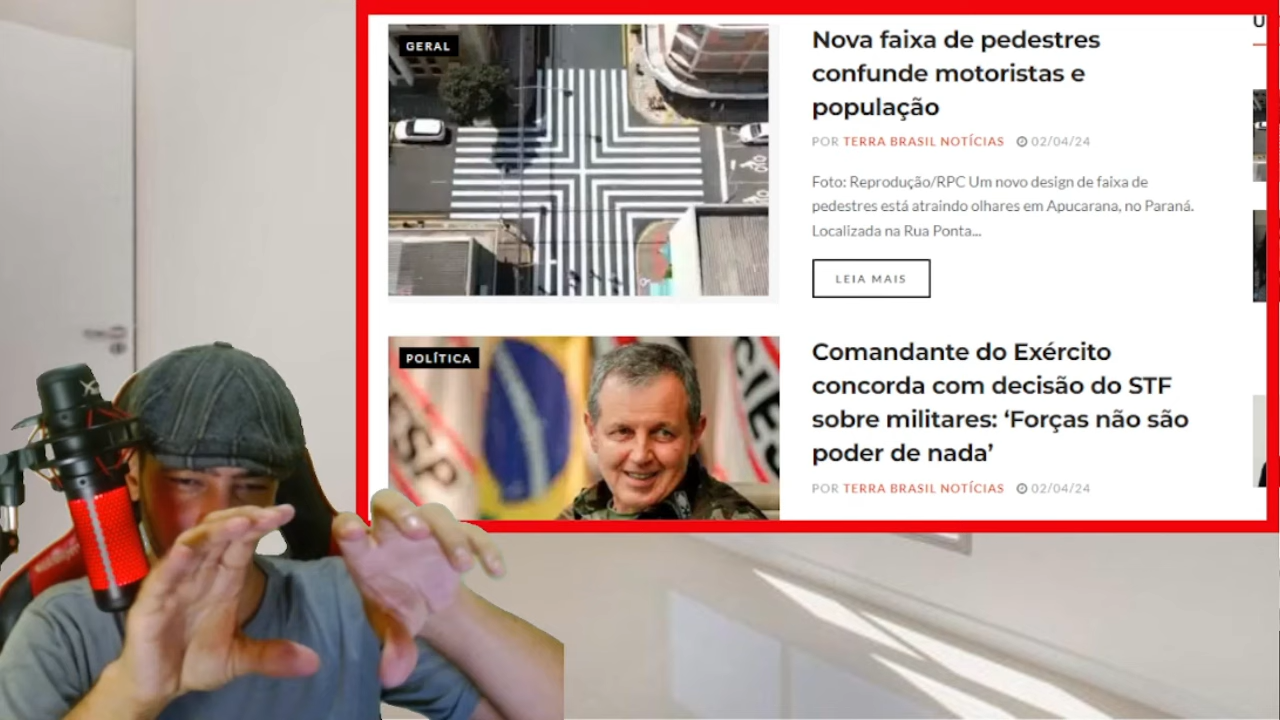 GERAL
Nova faixa de pedestres
confunde motoristas e
população
POR TERRA BRASIL NOTÍCIAS 02/04/24
Foto: Reprodução/RPC Um novo design de faixa de
pedestres está atraindo olhares em Apucarana, no Paraná.
Localizada na Rua Ponta...
LEIA MAIS
POLÍTICA
Comandante do Exército
concorda com decisão do STF
sobre militares: ‘Forças não são
poder de nada’
POR TERRA BRASIL NOTÍCIAS 02/04/24